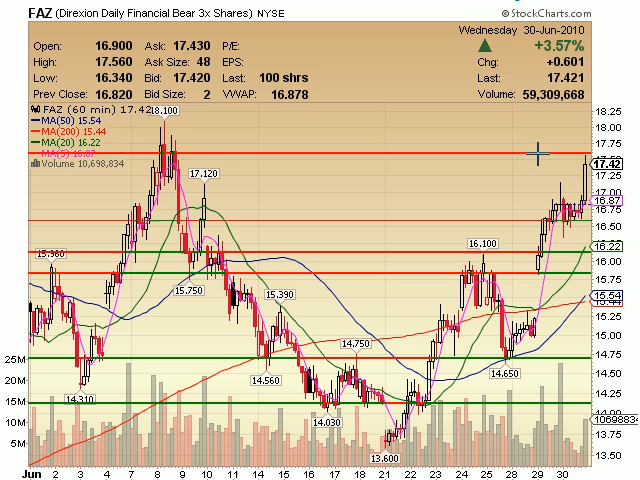 FAZ (Direxion Daily Financial Bear 3x Shares) NYSE
© StockCharts.com
Wednesday 30-Jun-2010
Open: 16.900 Ask: 17.430 P/E: +3.57%
High: 17.560 Ask Size: 48 EPS: Chg: +0.601
Low: 16.340 Bid: 17.420 Last: 100 shrs Last: 17.421
Prev Close: 16.820 Bid Size: 2 VWAP: 16.878 Volume: 59,309,668
FAZ (60 min) 17.42
MA(50) 15.54
MA(200) 15.44
MA(20) 16.22
MA(5) 16.87
Volume 10,698,834
18.100
17.120
15.960
15.750
16.100
15.390
14.750
14.560
14.650
14.310
14.030
13.600
18.25
18.00
17.75
17.42
17.25
17.00
16.87
16.75
16.50
16.22
16.00
15.75
15.54
15.25
15.00
14.75
14.50
14.25
14.00
13.75
13.50
10698834
25M
20M
15M
10M
5M
Jun 2 3 4 7 8 9 10 11 14 15 16 17 18 21 22 23 24 25 28 29 30